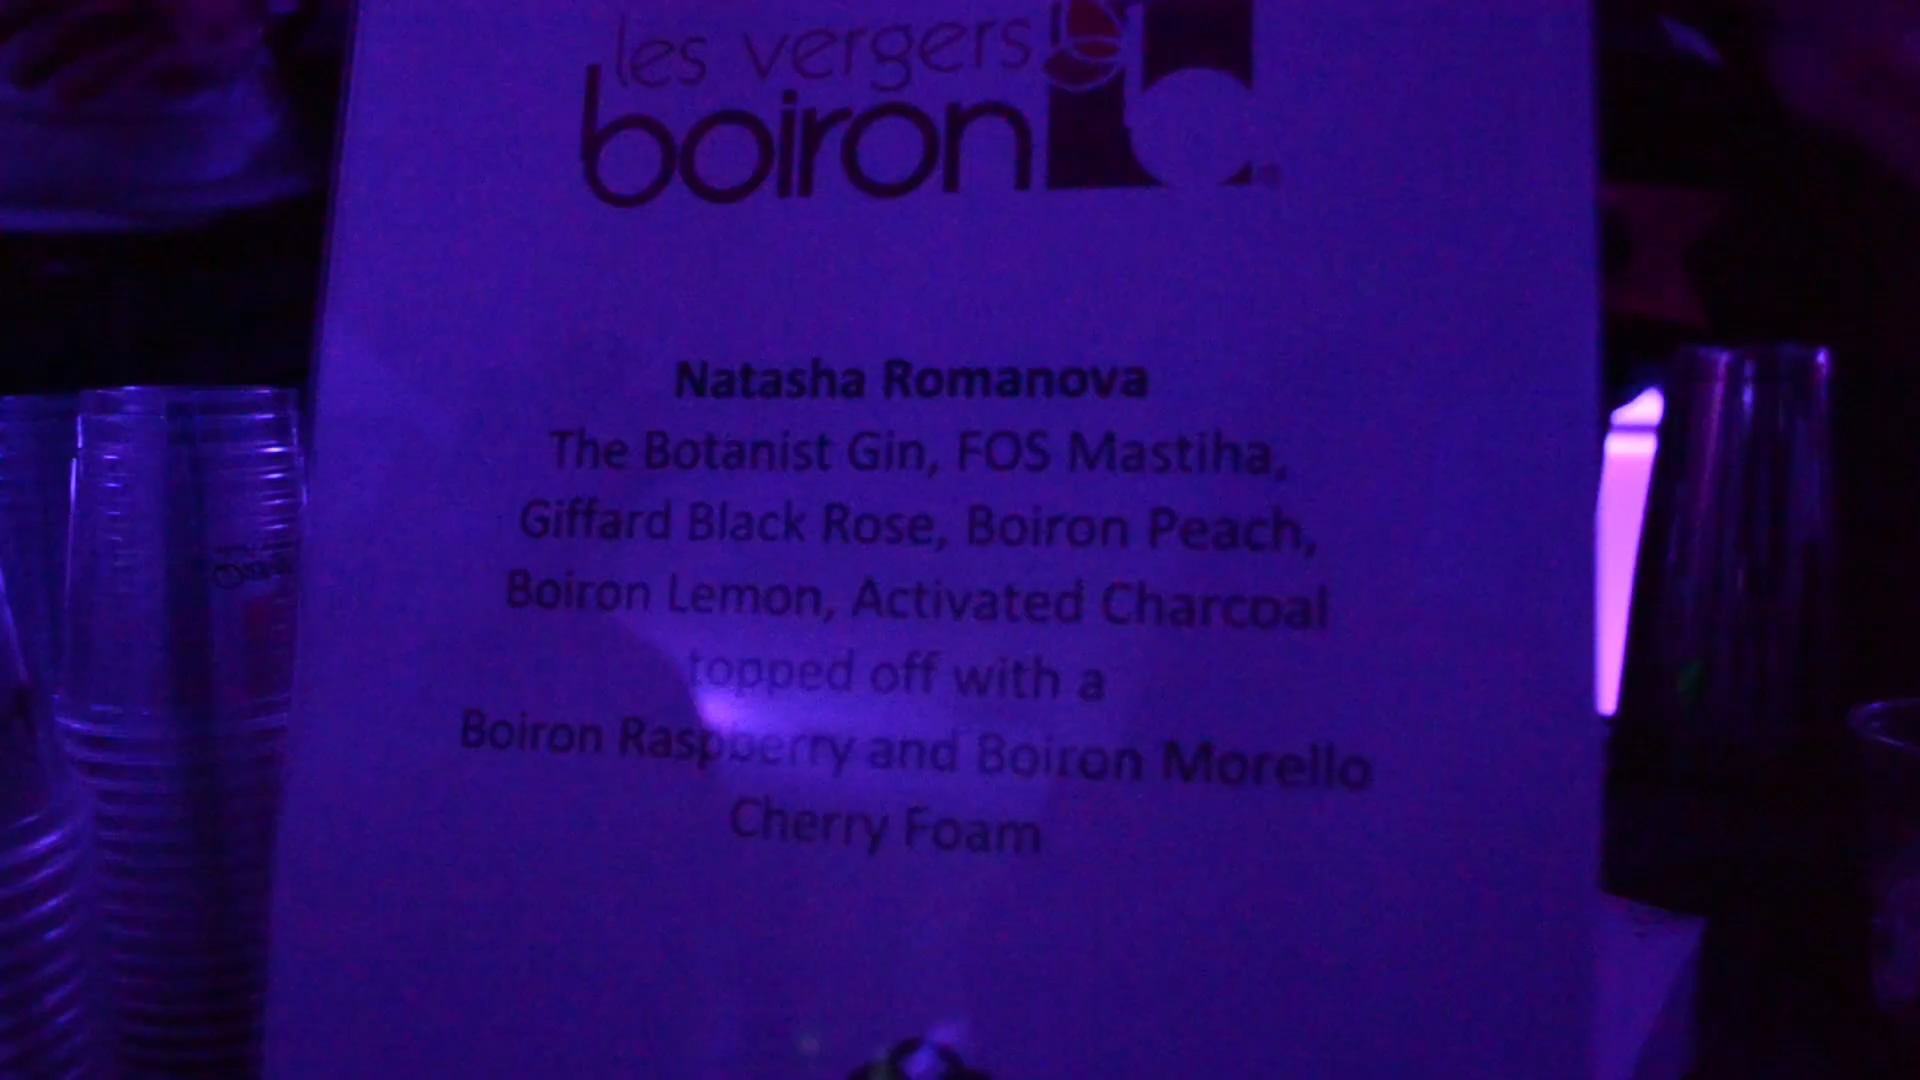 les vergers
boiron
Natasha Romanova
The Botanist Gin, FOS Mastiha,
Giffard Black Rose, Boiron Peach,
Boiron Lemon, Activated Charcoal
topped off with a
Boiron Raspberry and Boiron Morello
Cherry Foam